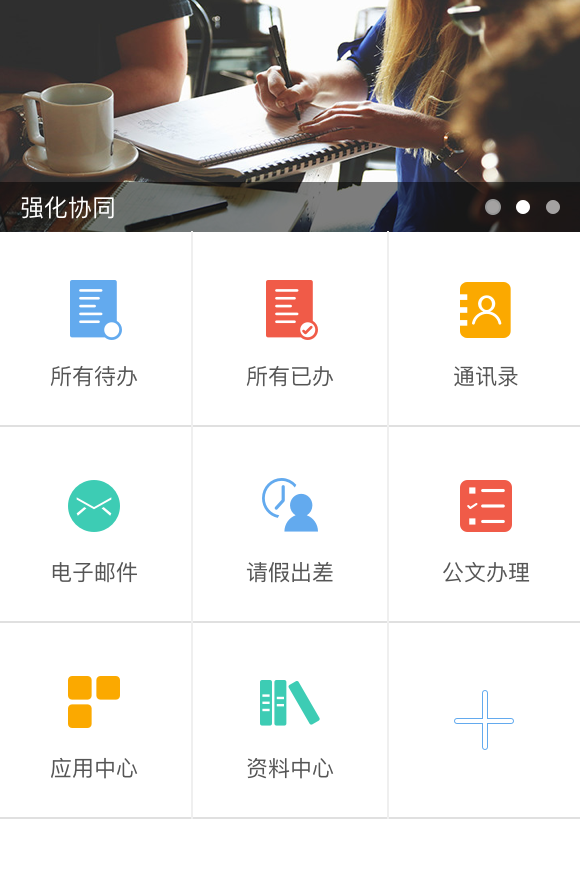 强化协同
所有待办
所有已办
通讯录
电子邮件
请假出差
公文办理
应用中心
资料中心